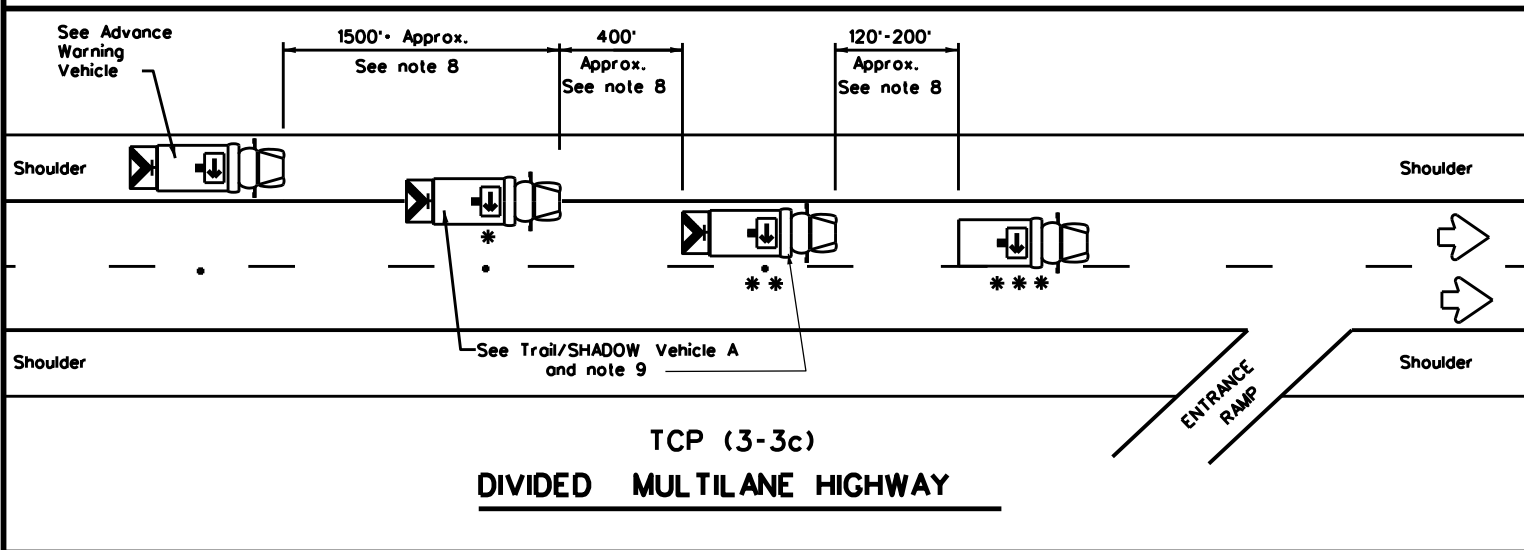 See Advance
Warning
Vehicle
1500'+ Approx.
See note 8
400'
Approx.
See note 8
120'-200'
Approx.
See note 8
Shoulder
Shoulder
*
* *
* * *
See Trail/SHADOW Vehicle A
and note 9
Shoulder
Shoulder
ENTRANCE
RAMP
TCP (3-3c)
DIVIDED MULTILANE HIGHWAY